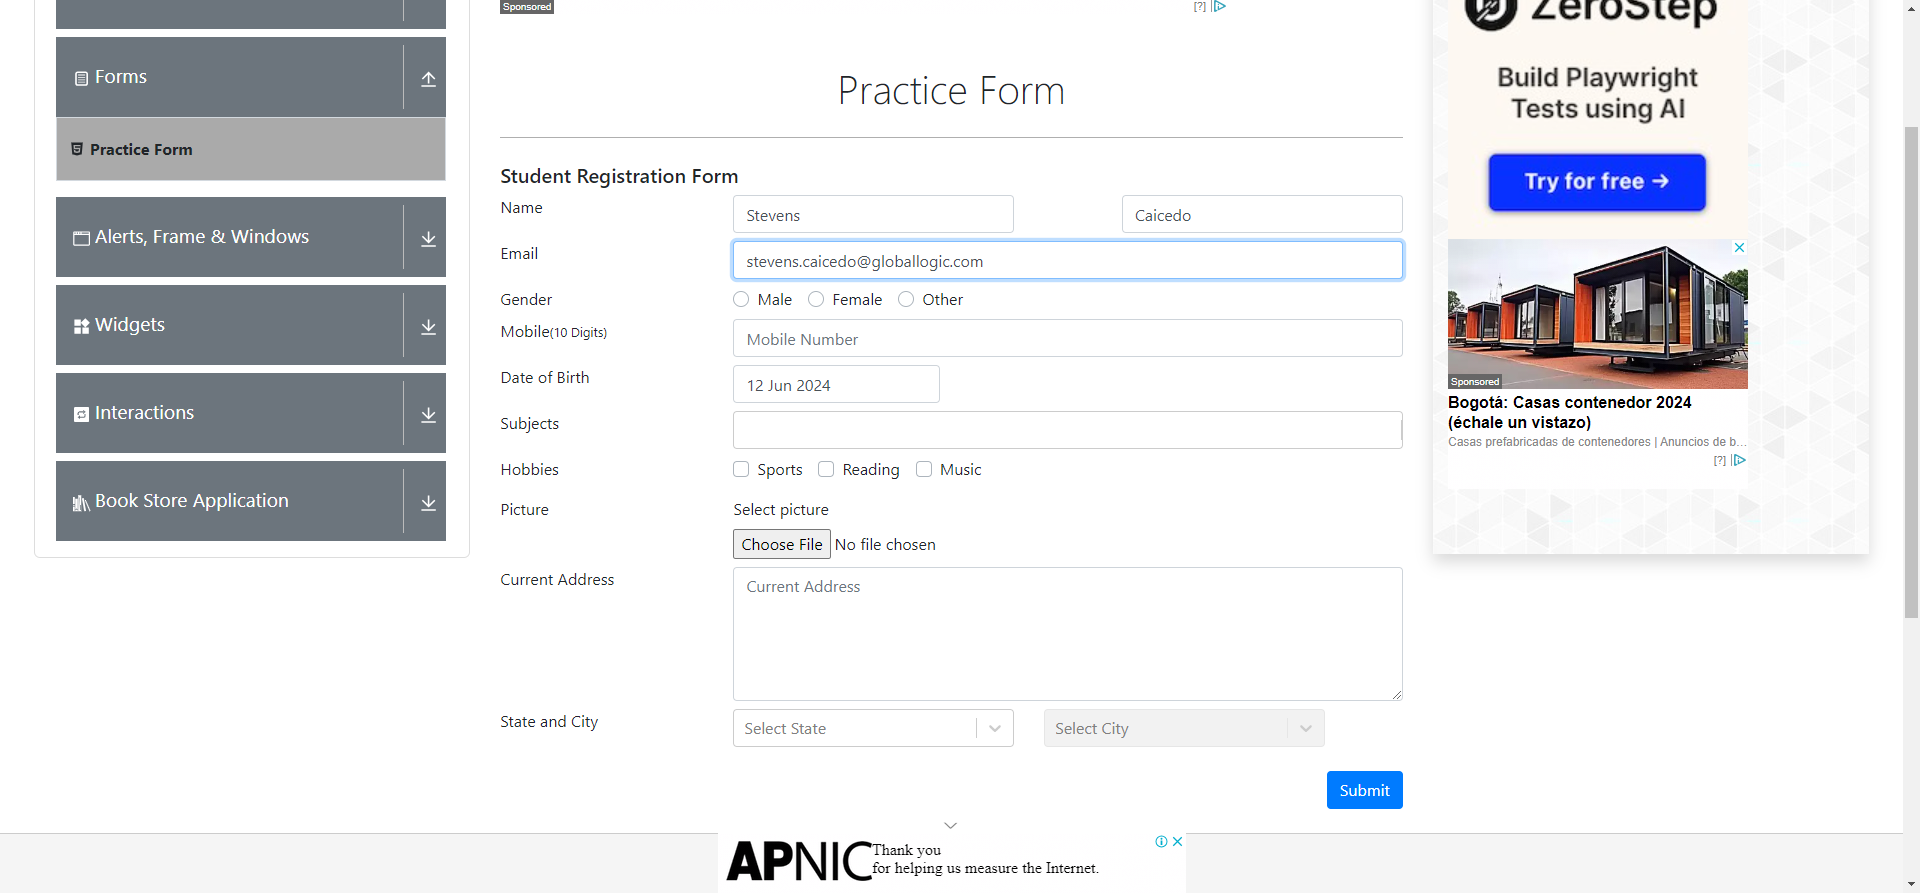 Sponsored
[?]
Forms
Practice Form
Alerts, Frame & Windows
Widgets
Interactions
Book Store Application
Practice Form
Student Registration Form
Name
Stevens
Caicedo
Email
stevens.caicedo@globallogic.com
Gender
Male
Female
Other
Mobile(10 Digits)
Mobile Number
Date of Birth
12 Jun 2024
Subjects
Hobbies
Sports
Reading
Music
Picture
Select picture
Choose File No file chosen
Current Address
Current Address
State and City
Select State
Select City
Submit
ZeroStep
Build Playwright
Tests using AI
Try for free →
Sponsored
Bogotá: Casas contenedor 2024
(échale un vistazo)
Casas prefabricadas de contenedores | Anuncios de b...
[?]
APNIC
Thank you
for helping us measure the Internet.